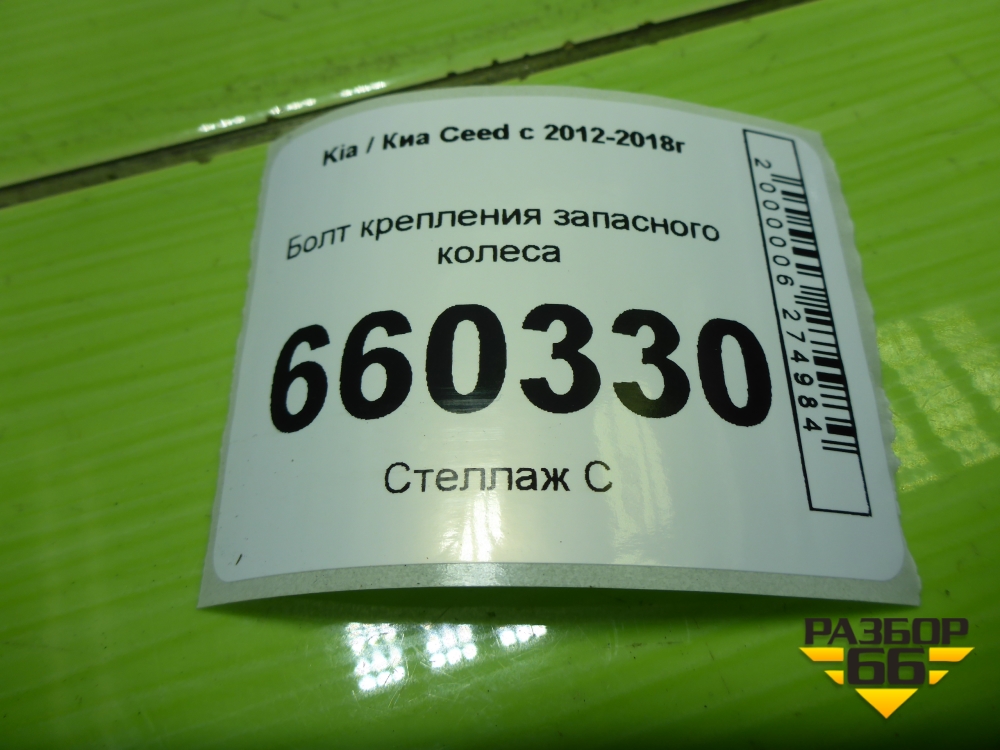 Kia / Киа Ceed с 2012-2018г
Болт крепления запасного
колеса
660330
Стеллаж С
2000006274984
РАЗБОР
66